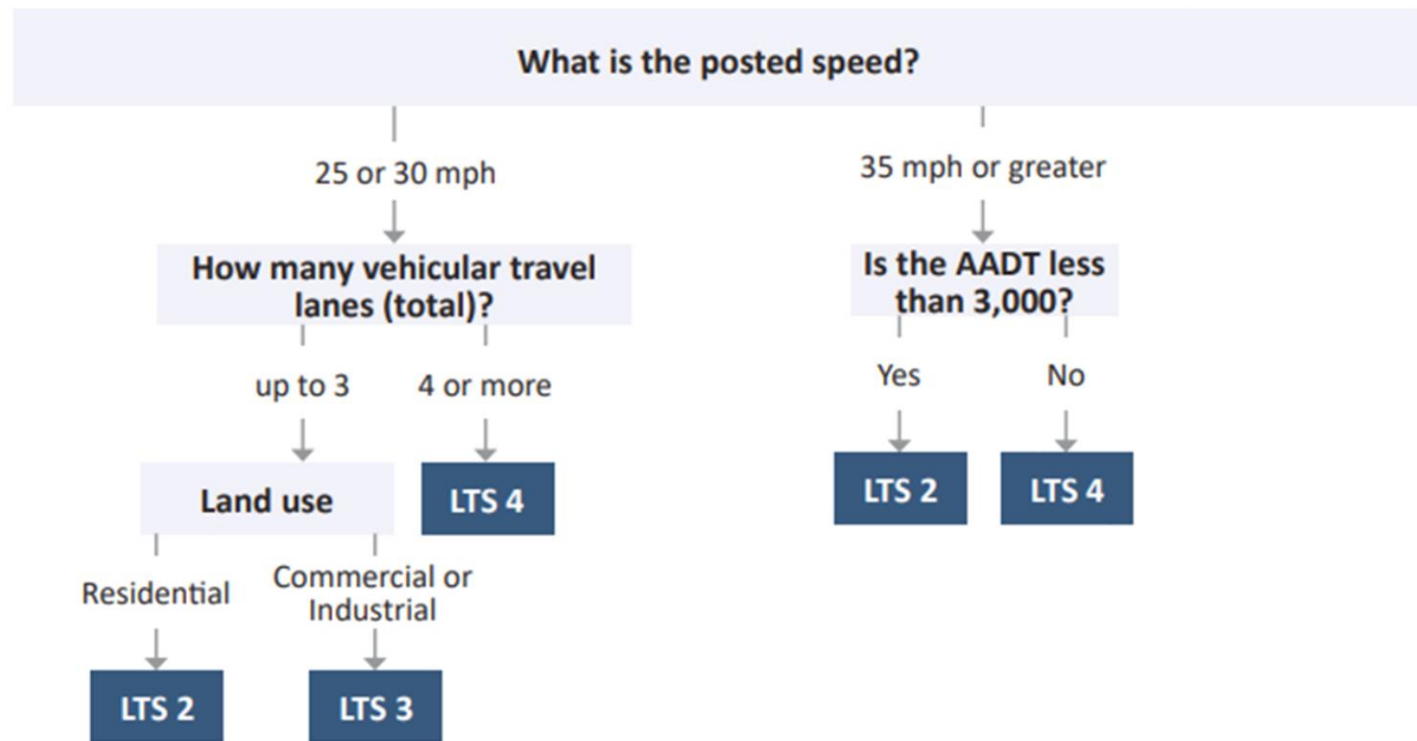 What is the posted speed?
25 or 30 mph
35 mph or greater
How many vehicular travel
lanes (total)?
Is the AADT less
than 3,000?
up to 3
4 or more
Yes
No
Land use
LTS 4
LTS 2
LTS 4
Residential
Commercial or
Industrial
LTS 2
LTS 3